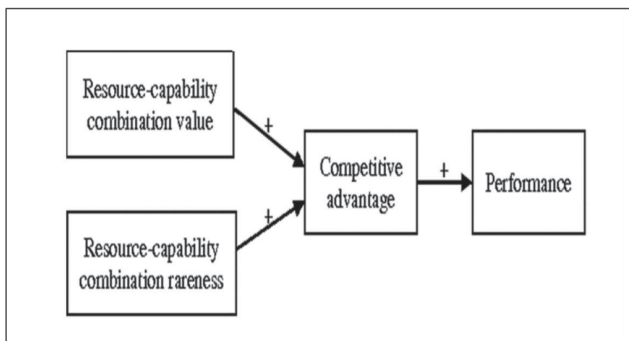 Resource-capability
combination value
+
Competitive
advantage
+
Performance
+
Resource-capability
combination rareness